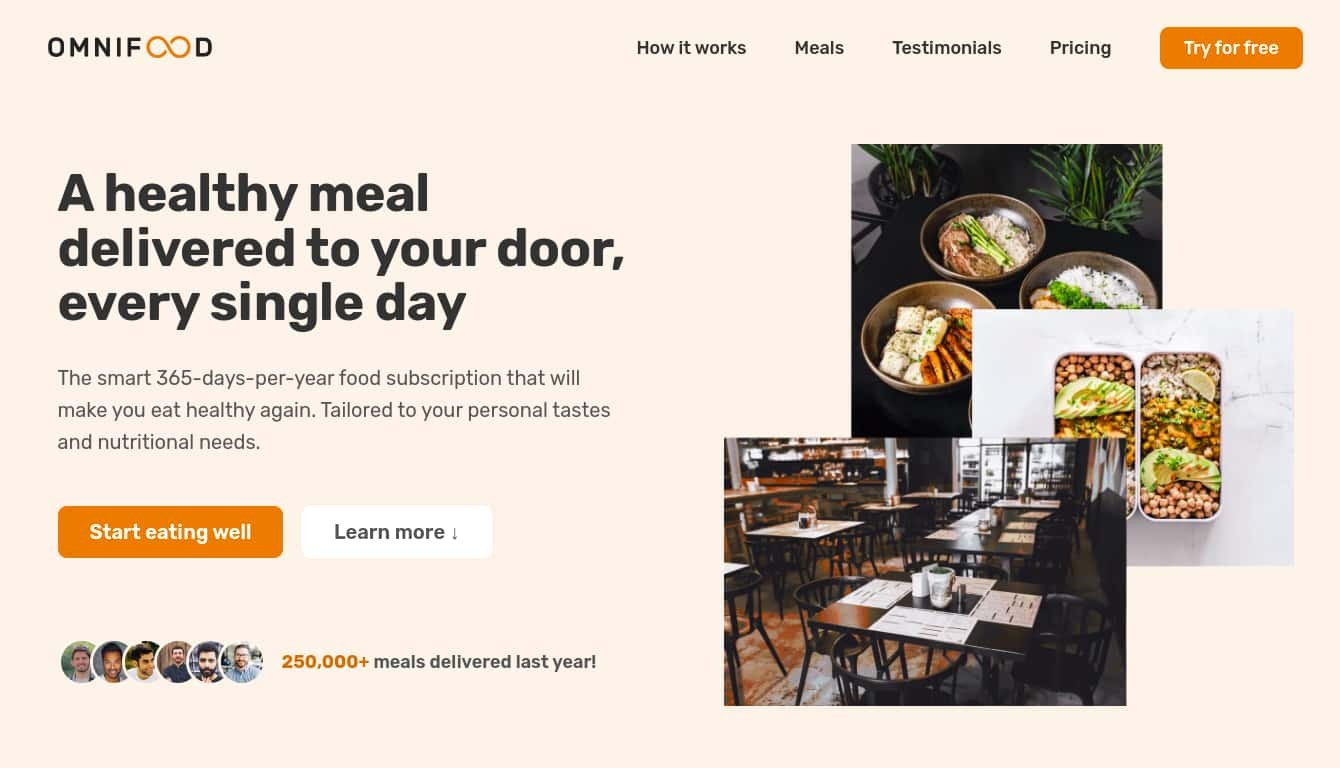 OMNIFOOD
How it works
Meals
Testimonials
Pricing
Try for free
A healthy meal
delivered to your door,
every single day
The smart 365-days-per-year food subscription that will
make you eat healthy again. Tailored to your personal tastes
and nutritional needs.
Start eating well
Learn more ↓
250,000+ meals delivered last year!